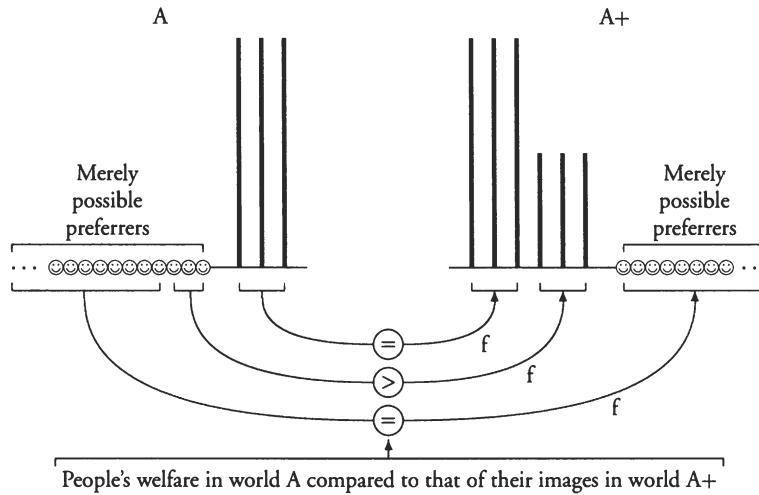 A
A+
Merely
possible
preferrers
Merely
possible
preferrers
...
...
=
f
>
f
=
f
People's welfare in world A compared to that of their images in world A+